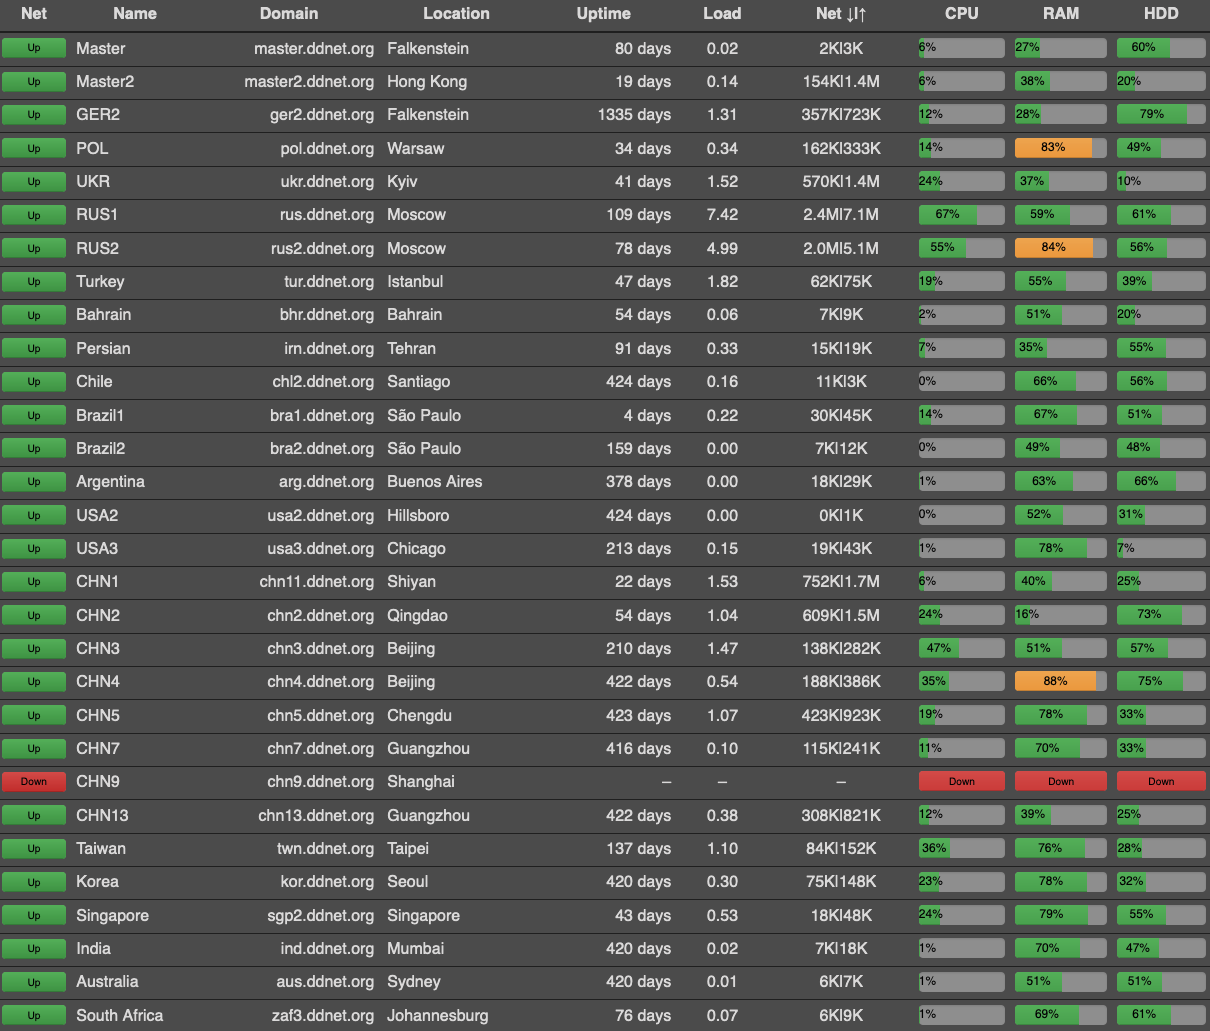 Net Name Domain Location Uptime Load Net ↓|↑ CPU RAM HDD
Up Master master.ddnet.org Falkenstein 80 days 0.02 2K|3K 6% 27% 60%
Up Master2 master2.ddnet.org Hong Kong 19 days 0.14 154K|1.4M 6% 38% 20%
Up GER2 ger2.ddnet.org Falkenstein 1335 days 1.31 357K|723K 12% 28% 79%
Up POL pol.ddnet.org Warsaw 34 days 0.34 162K|333K 14% 83% 49%
Up UKR ukr.ddnet.org Kyiv 41 days 1.52 570K|1.4M 24% 37% 10%
Up RUS1 rus.ddnet.org Moscow 109 days 7.42 2.4M|7.1M 67% 59% 61%
Up RUS2 rus2.ddnet.org Moscow 78 days 4.99 2.0M|5.1M 55% 84% 56%
Up Turkey tur.ddnet.org Istanbul 47 days 1.82 62K|75K 19% 55% 39%
Up Bahrain bhr.ddnet.org Bahrain 54 days 0.06 7K|9K 2% 51% 20%
Up Persian irn.ddnet.org Tehran 91 days 0.33 15K|19K 7% 35% 55%
Up Chile chl2.ddnet.org Santiago 424 days 0.16 11K|3K 0% 66% 56%
Up Brazil1 bra1.ddnet.org São Paulo 4 days 0.22 30K|45K 14% 67% 51%
Up Brazil2 bra2.ddnet.org São Paulo 159 days 0.00 7K|12K 0% 49% 48%
Up Argentina arg.ddnet.org Buenos Aires 378 days 0.00 18K|29K 1% 63% 66%
Up USA2 usa2.ddnet.org Hillsboro 424 days 0.00 0K|1K 0% 52% 31%
Up USA3 usa3.ddnet.org Chicago 213 days 0.15 19K|43K 1% 78% 7%
Up CHN1 chn11.ddnet.org Shiyan 22 days 1.53 752K|1.7M 6% 40% 25%
Up CHN2 chn2.ddnet.org Qingdao 54 days 1.04 609K|1.5M 24% 16% 73%
Up CHN3 chn3.ddnet.org Beijing 210 days 1.47 138K|282K 47% 51% 57%
Up CHN4 chn4.ddnet.org Beijing 422 days 0.54 188K|386K 35% 88% 75%
Up CHN5 chn5.ddnet.org Chengdu 423 days 1.07 423K|923K 19% 78% 33%
Up CHN7 chn7.ddnet.org Guangzhou 416 days 0.10 115K|241K 11% 70% 33%
Down CHN9 chn9.ddnet.org Shanghai – – – Down Down Down
Up CHN13 chn13.ddnet.org Guangzhou 422 days 0.38 308K|821K 12% 39% 25%
Up Taiwan twn.ddnet.org Taipei 137 days 1.10 84K|152K 36% 76% 28%
Up Korea kor.ddnet.org Seoul 420 days 0.30 75K|148K 23% 78% 32%
Up Singapore sgp2.ddnet.org Singapore 43 days 0.53 18K|48K 24% 79% 55%
Up India ind.ddnet.org Mumbai 420 days 0.02 7K|18K 1% 70% 47%
Up Australia aus.ddnet.org Sydney 420 days 0.01 6K|7K 1% 51% 51%
Up South Africa zaf3.ddnet.org Johannesburg 76 days 0.07 6K|9K 1% 69% 61%